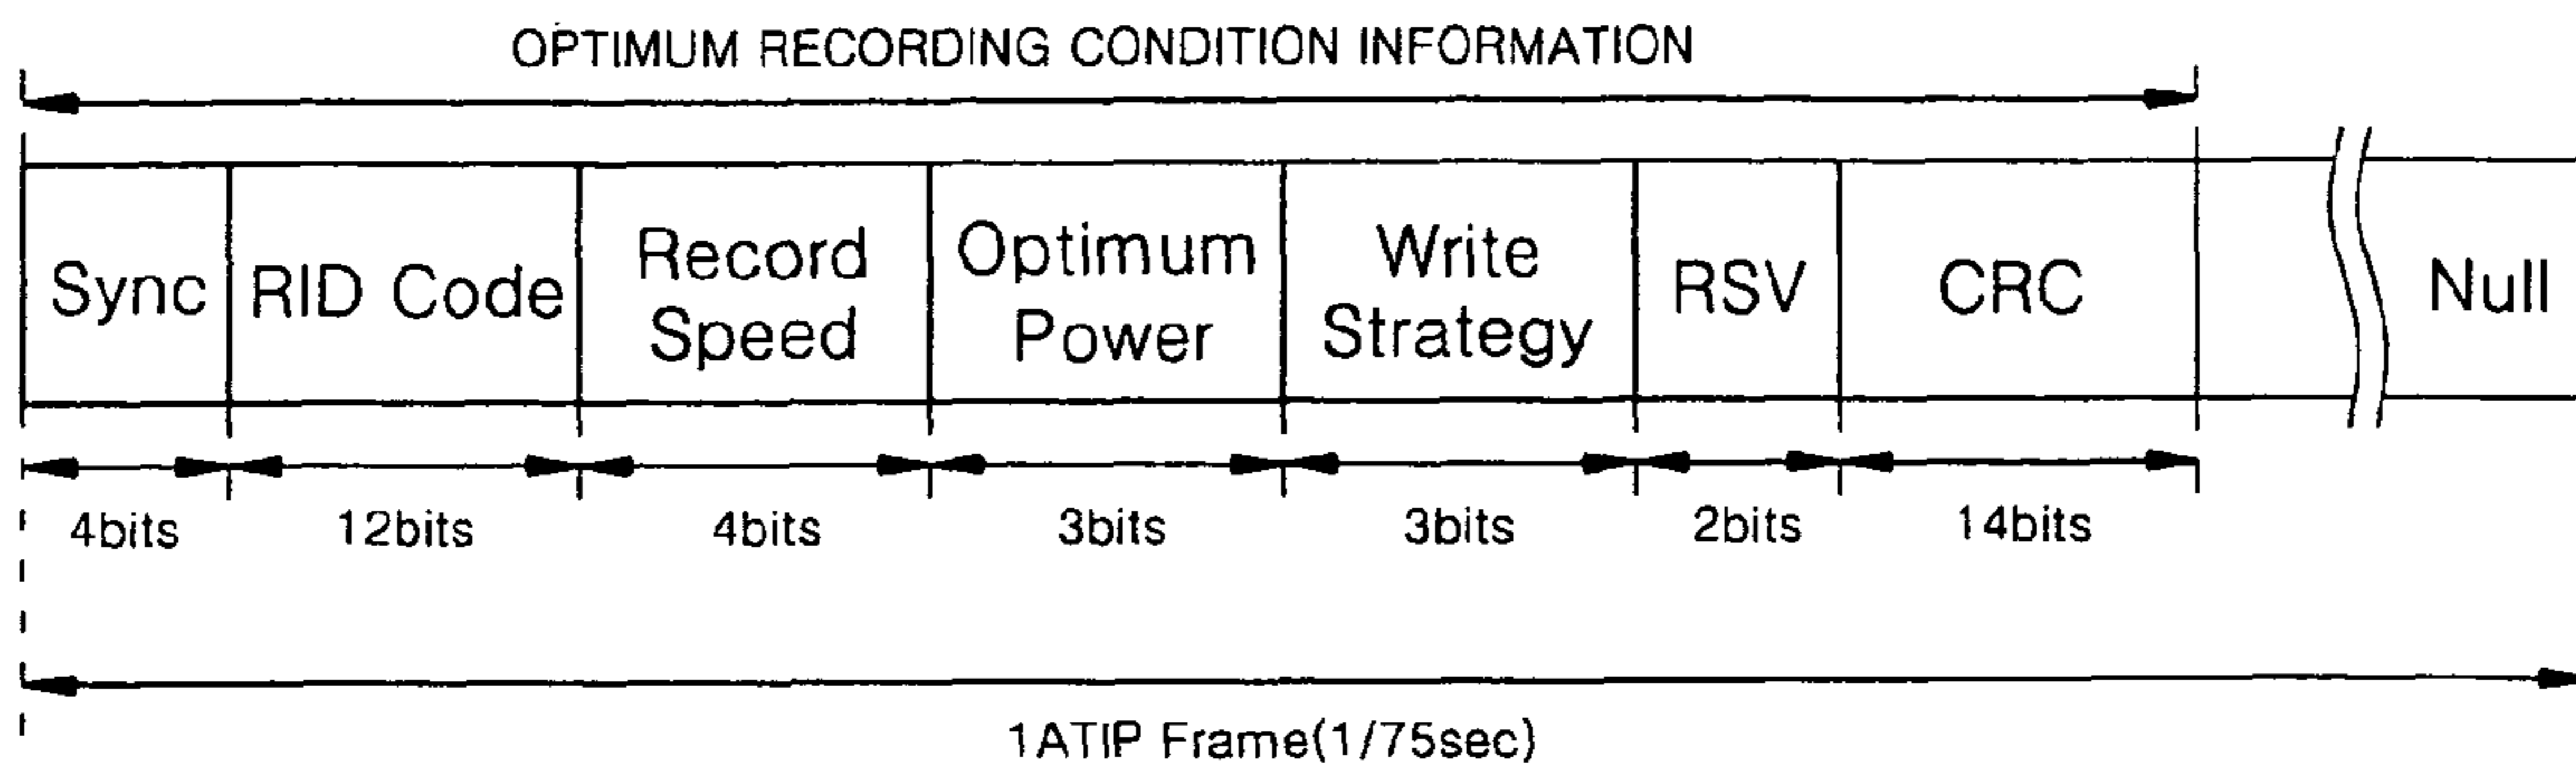 OPTIMUM RECORDING CONDITION INFORMATION
Sync
RID Code
Record
Speed
Optimum
Power
Write
Strategy
RSV
CRC
Null
4bits
12bits
4bits
3bits
3bits
2bits
14bits
1ATIP Frame(1/75sec)